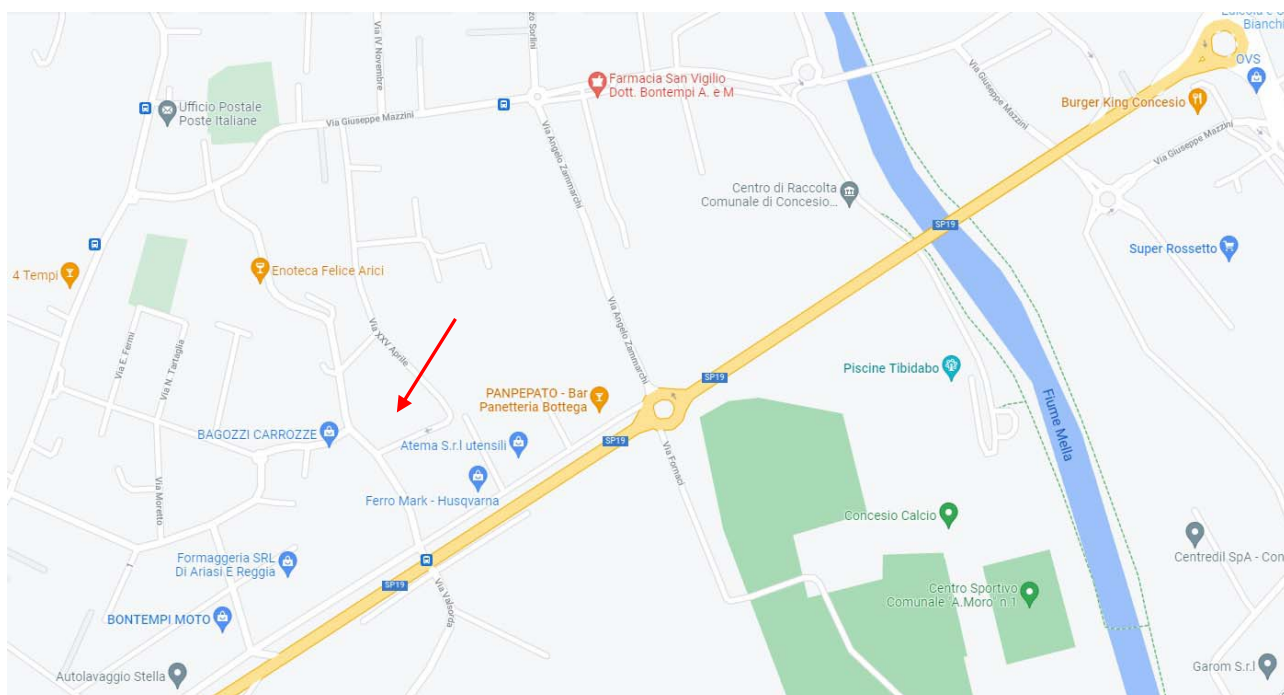 Via IV Novembre
zo Sorlini
Bianchi
OVS
Farmacia San Vigilio
Dott. Bontempi A. e M
Via Giuseppe Mazzini
Burger King Concesio
Ufficio Postale
Poste Italiane
Via Giuseppe Mazzini
Via Giuseppe Mazzini
Via Angelo Zammarchi
Centro di Raccolta
Comunale di Concesio...
SP19
Super Rossetto
4 Tempi
Enoteca Felice Arici
Via E. Fermi
Via N. Tartaglia
Via XXV Aprile
Via Angelo Zammarchi
Piscine Tibidabo
SP19
Fiume Mella
PANPEPATO - Bar
Panetteria Bottega
BAGOZZI CARROZZE
Atema S.r.l utensili
SP19
Via Fornaci
Ferro Mark - Husqvarna
Via Moretto
Concesio Calcio
Centredil SpA - Con
Formaggeria SRL
Di Ariasi E Reggia
SP19
Via Valsorda
Centro Sportivo
Comunale "A.Moro" n.1
BONTEMPI MOTO
Autolavaggio Stella
Garom S.r.l